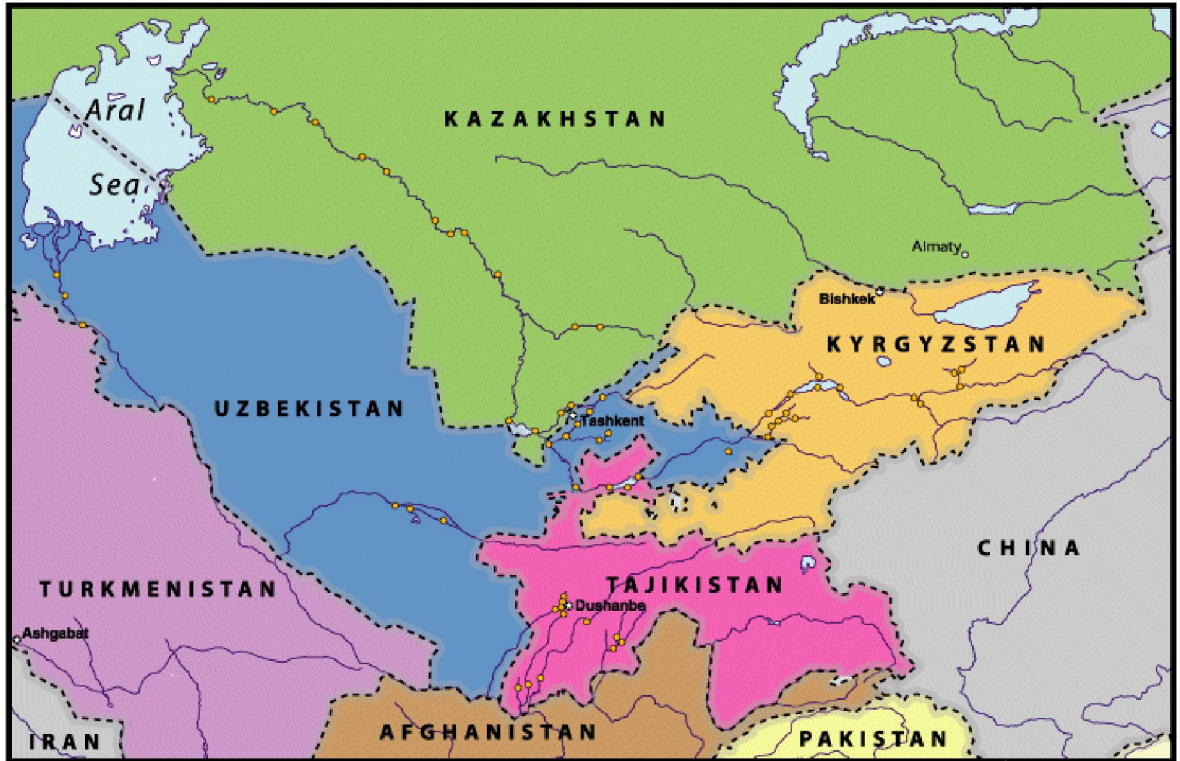 Aral
Sea
KAZAKHSTAN
Almaty
Bishkek
KYRGYZSTAN
UZBEKISTAN
Tashkent
CHINA
TURKMENISTAN
TAJIKISTAN
Dushanbe
Ashgabat
IRAN
AFGHANISTAN
PAKISTAN